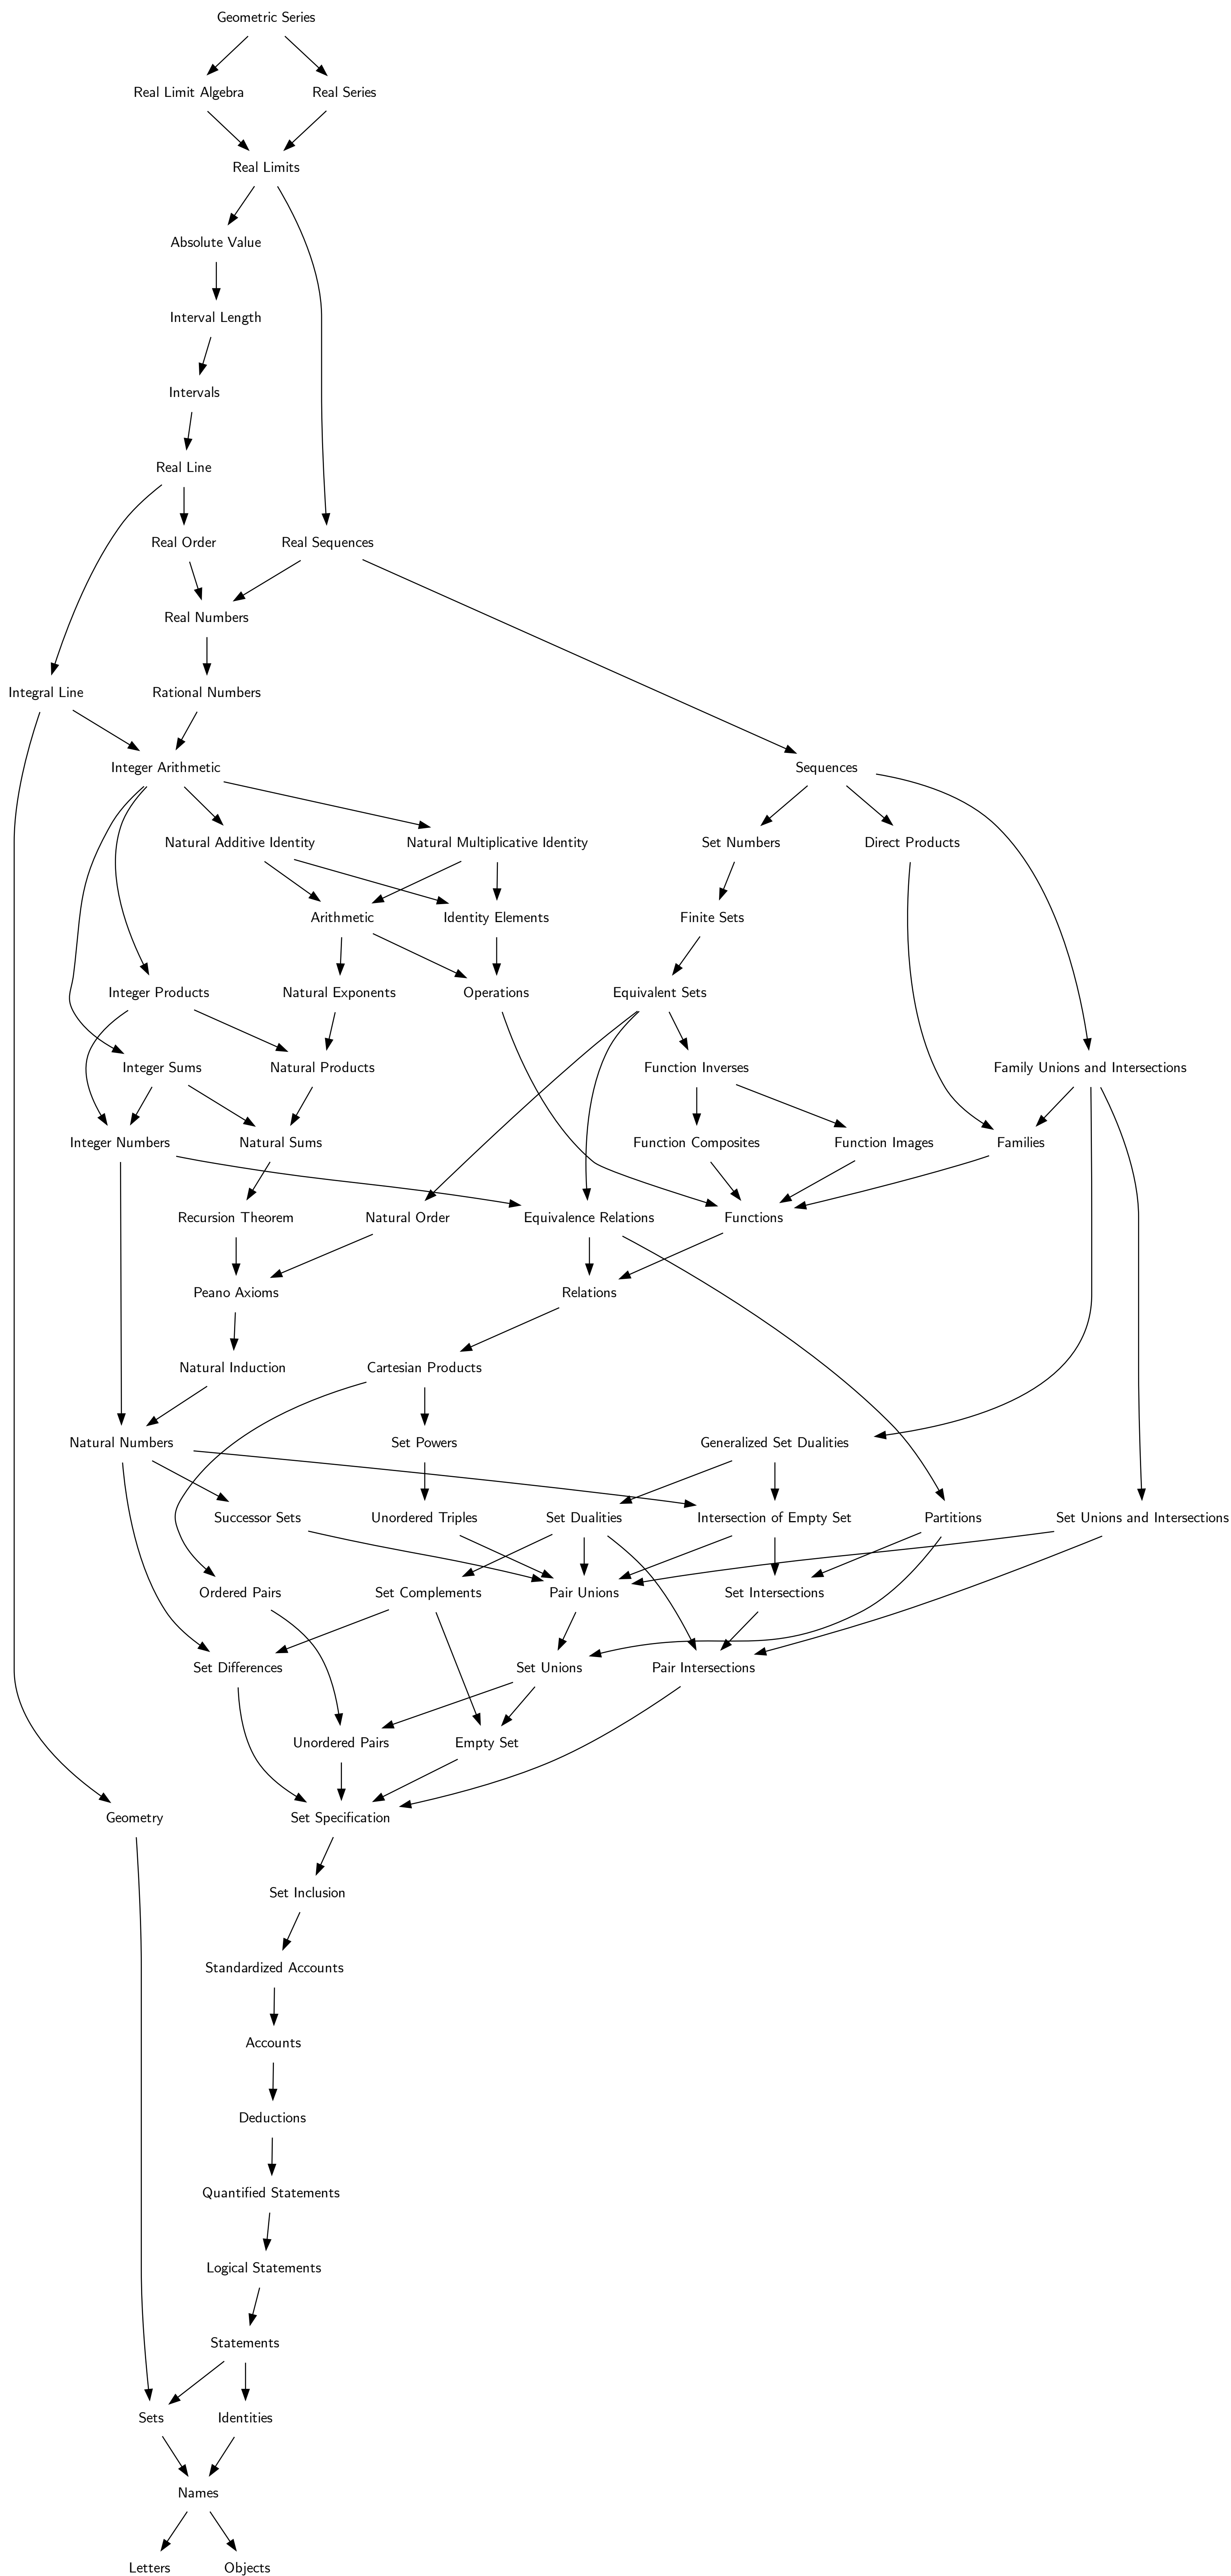 Geometric Series
Real Limit Algebra
Real Series
Real Limits
Absolute Value
Interval Length
Intervals
Real Line
Real Order
Real Sequences
Real Numbers
Integral Line
Rational Numbers
Integer Arithmetic
Sequences
Natural Additive Identity
Natural Multiplicative Identity
Set Numbers
Direct Products
Arithmetic
Identity Elements
Finite Sets
Integer Products
Natural Exponents
Operations
Equivalent Sets
Integer Sums
Natural Products
Function Inverses
Family Unions and Intersections
Integer Numbers
Natural Sums
Function Composites
Function Images
Families
Recursion Theorem
Natural Order
Equivalence Relations
Functions
Peano Axioms
Relations
Natural Induction
Cartesian Products
Natural Numbers
Set Powers
Generalized Set Dualities
Successor Sets
Unordered Triples
Set Dualities
Intersection of Empty Set
Partitions
Set Unions and Intersections
Ordered Pairs
Set Complements
Pair Unions
Set Intersections
Set Differences
Set Unions
Pair Intersections
Unordered Pairs
Empty Set
Geometry
Set Specification
Set Inclusion
Standardized Accounts
Accounts
Deductions
Quantified Statements
Logical Statements
Statements
Sets
Identities
Names
Letters
Objects